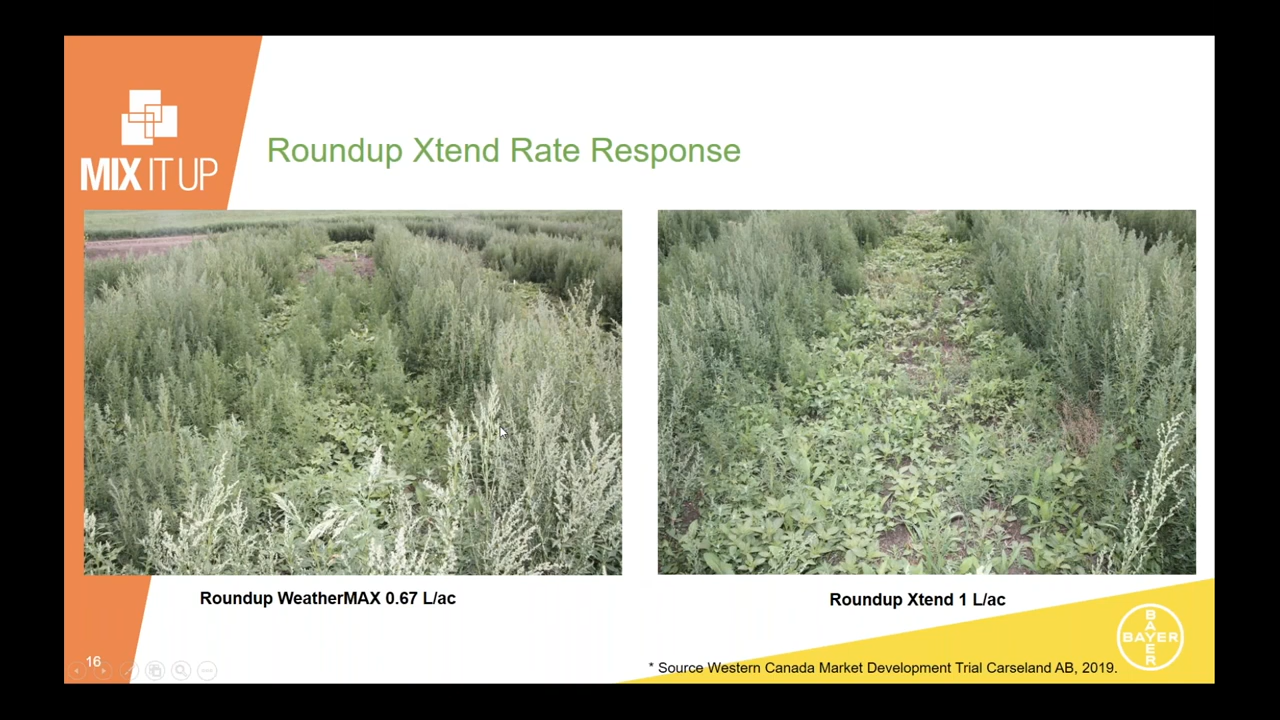 MIX IT UP
Roundup Xtend Rate Response
Roundup WeatherMAX 0.67 L/ac
Roundup Xtend 1 L/ac
16
* Source Western Canada Market Development Trial Carseland AB, 2019.
BAYER
BAYER